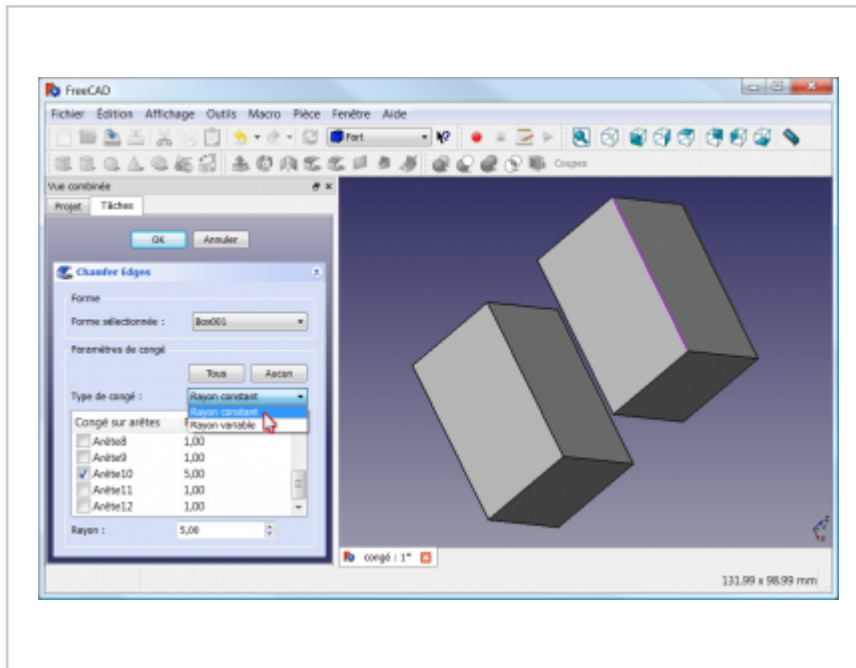 FreeCAD
Fichier Édition Affichage Outils Macro Pièce Fenêtre Aide
Part
Coupes
Vue combinée
Projet Tâches
OK Annuler
Chamfer Edges
Forme
Forme sélectionnée : Box001
Paramètres de congé
Tous Aucun
Type de congé : Rayon constant
Rayon constant
Congé sur arêtes
Rayon variable
Arête8 1,00
Arête9 1,00
Arête10 5,00
Arête11 1,00
Arête12 1,00
Rayon : 5,00
congé : 1*
131.99 x 98.99 mm